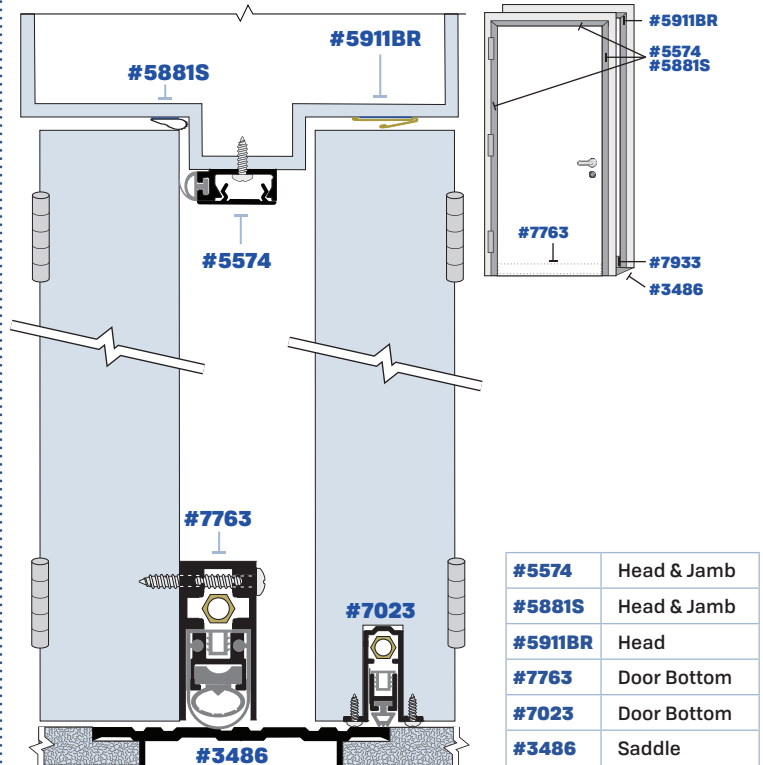 #5881S
#5911BR
#5574
#7763
#7023
#3486
#5911BR
#5574
#5881S
#7763
#7933
#3486
#5574 Head & Jamb
#5881S Head & Jamb
#5911BR Head
#7763 Door Bottom
#7023 Door Bottom
#3486 Saddle